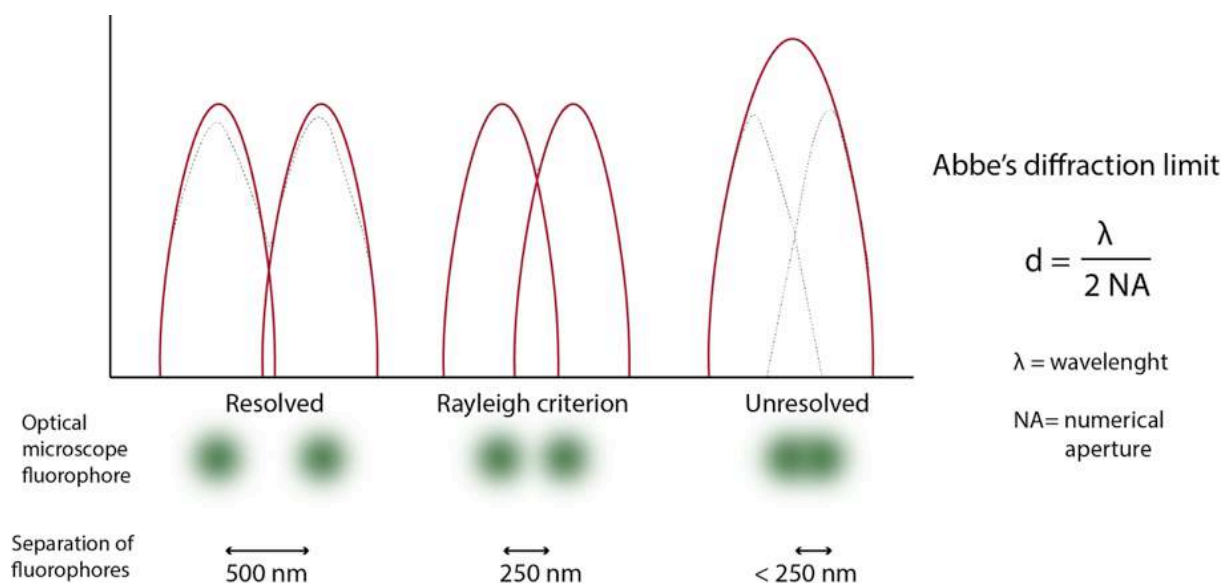 Abbe's diffraction limit
d = λ / 2 NA
λ = wavelenght
NA= numerical
aperture
Resolved Rayleigh criterion Unresolved
Optical
microscope
fluorophore
Separation of
fluorophores
500 nm 250 nm < 250 nm